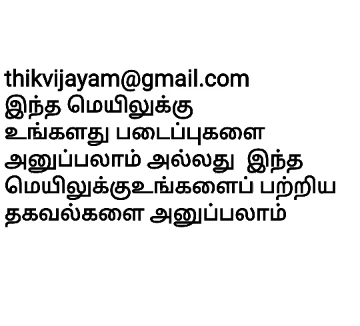 thikvijayam@gmail.com
இந்த மெயிலுக்கு
உங்களது படைப்புகளை
அனுப்பலாம் அல்லது  இந்த
மெயிலுக்குஉங்களைப் பற்றிய
தகவல்களை அனுப்பலாம்